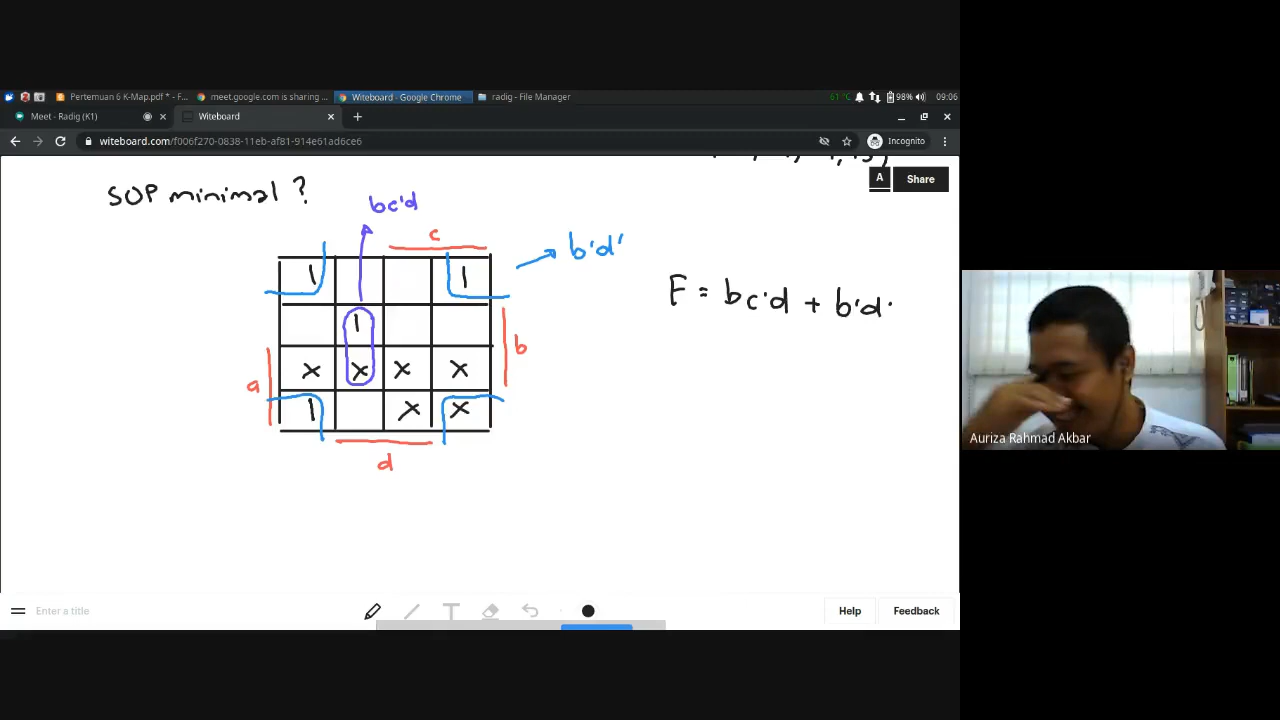 Pertemuan 6 K-Map.pdf * - F...
meet.google.com is sharing ...
Witeboard - Google Chrome
radig - File Manager
61 °C
98%
09:06
Meet - Radig (K1)
Witeboard
witeboard.com/f006f270-0838-11eb-af81-914e61ad6ce6
Incognito
A
Share
SOP minimal ?
bc'd
c
b'd'
1
1
F = bc'd + b'd'
1
b
a
x x x x
1
x x
d
Auriza Rahmad Akbar
Enter a title
T
Help
Feedback